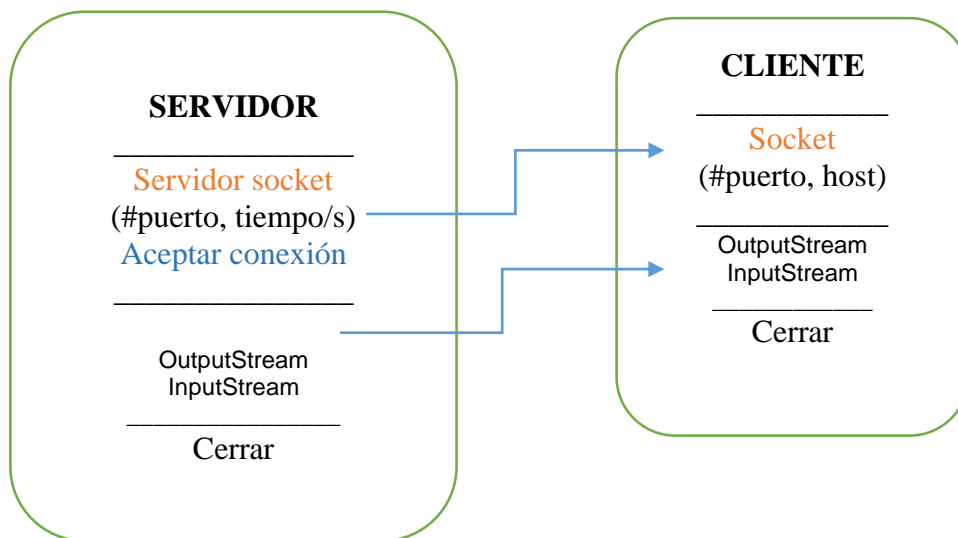 SERVIDOR
Servidor socket
(#puerto, tiempo/s)
Aceptar conexión
OutputStream
InputStream
Cerrar
CLIENTE
Socket
(#puerto, host)
OutputStream
InputStream
Cerrar